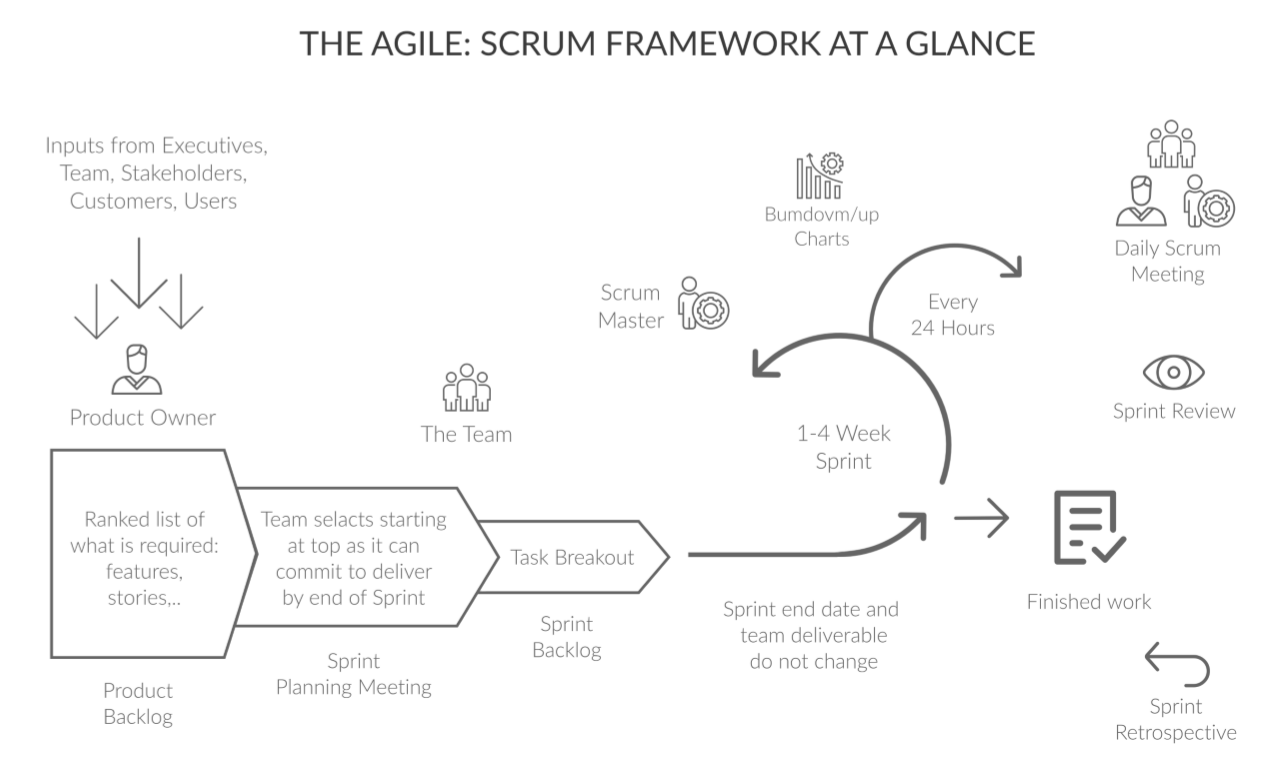 THE AGILE: SCRUM FRAMEWORK AT A GLANCE
Inputs from Executives,
Team, Stakeholders,
Customers, Users
Product Owner
The Team
Scrum
Master
Bumdovm/up
Charts
Every
24 Hours
Daily Scrum
Meeting
Sprint Review
1-4 Week
Sprint
Ranked list of
what is required:
features,
stories,..
Product
Backlog
Team selacts starting
at top as it can
commit to deliver
by end of Sprint
Sprint
Planning Meeting
Task Breakout
Sprint
Backlog
Sprint end date and
team deliverable
do not change
Finished work
Sprint
Retrospective